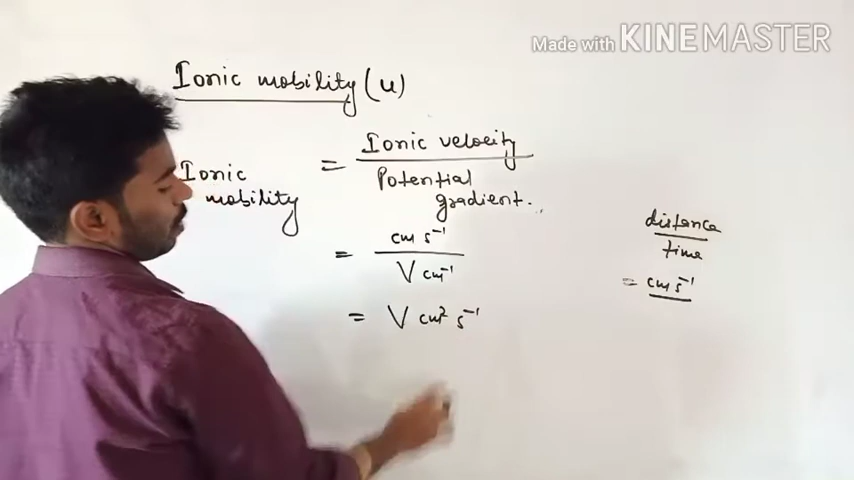 Made with KINEMASTER
Ionic mobility (u)
Ionic mobility = Ionic velocity
Potential gradient.
= cm s⁻¹
V cm⁻¹
= V cm² s⁻¹
distance
time
= cm s⁻¹